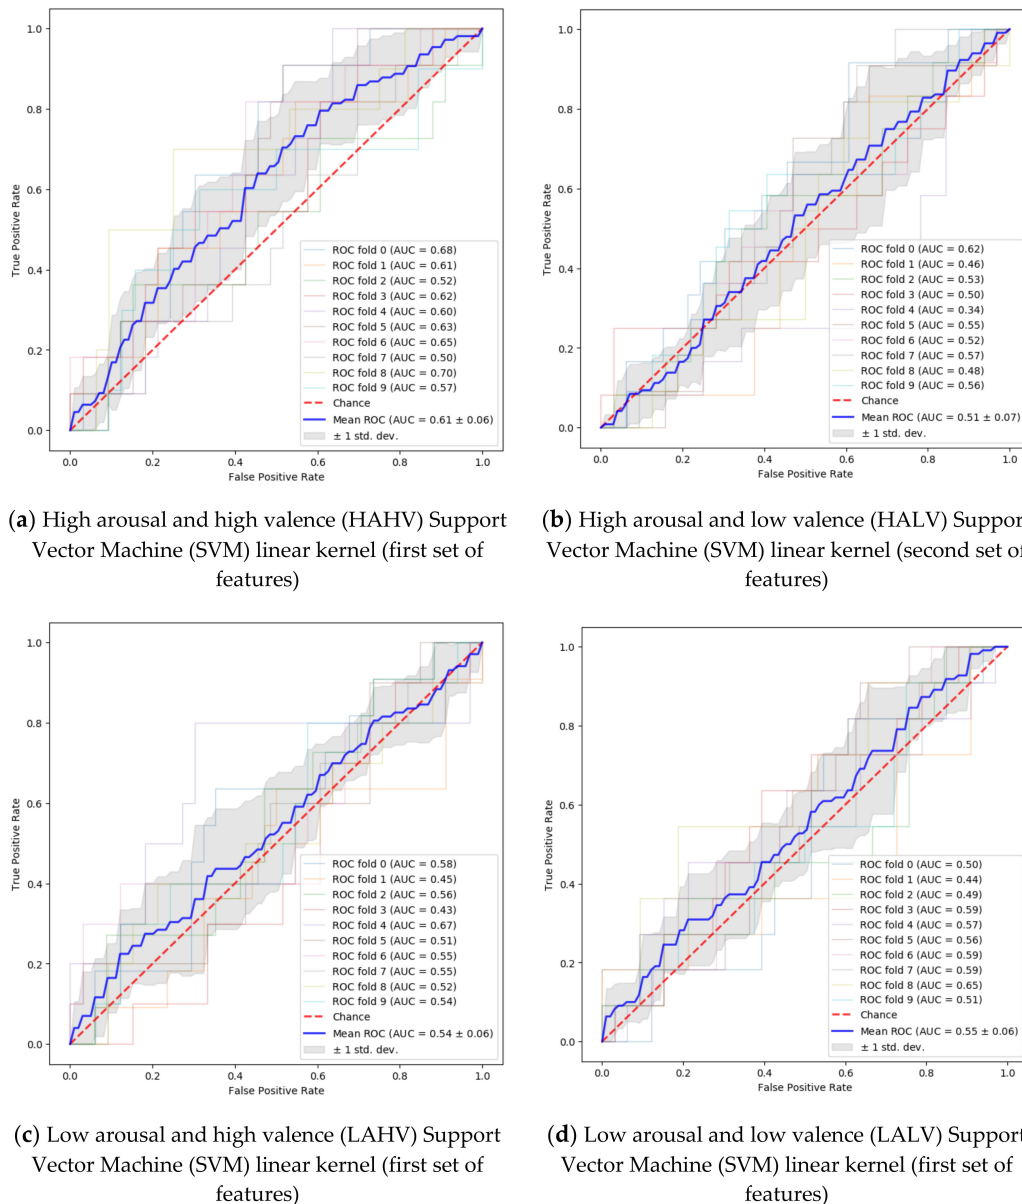 1.0
0.8
0.6
0.4
0.2
0.0
True Positive Rate
0.0 0.2 0.4 0.6 0.8 1.0
False Positive Rate
ROC fold 0 (AUC = 0.68)
ROC fold 1 (AUC = 0.61)
ROC fold 2 (AUC = 0.52)
ROC fold 3 (AUC = 0.62)
ROC fold 4 (AUC = 0.60)
ROC fold 5 (AUC = 0.63)
ROC fold 6 (AUC = 0.65)
ROC fold 7 (AUC = 0.50)
ROC fold 8 (AUC = 0.70)
ROC fold 9 (AUC = 0.57)
Chance
Mean ROC (AUC = 0.61 ± 0.06)
± 1 std. dev.
(a) High arousal and high valence (HAHV) Support
Vector Machine (SVM) linear kernel (first set of
features)
1.0
0.8
0.6
0.4
0.2
0.0
True Positive Rate
0.0 0.2 0.4 0.6 0.8 1.0
False Positive Rate
ROC fold 0 (AUC = 0.62)
ROC fold 1 (AUC = 0.46)
ROC fold 2 (AUC = 0.53)
ROC fold 3 (AUC = 0.50)
ROC fold 4 (AUC = 0.34)
ROC fold 5 (AUC = 0.55)
ROC fold 6 (AUC = 0.52)
ROC fold 7 (AUC = 0.57)
ROC fold 8 (AUC = 0.48)
ROC fold 9 (AUC = 0.56)
Chance
Mean ROC (AUC = 0.51 ± 0.07)
± 1 std. dev.
(b) High arousal and low valence (HALV) Suppor
Vector Machine (SVM) linear kernel (second set of
features)
1.0
0.8
0.6
0.4
0.2
0.0
True Positive Rate
0.0 0.2 0.4 0.6 0.8 1.0
False Positive Rate
ROC fold 0 (AUC = 0.58)
ROC fold 1 (AUC = 0.45)
ROC fold 2 (AUC = 0.56)
ROC fold 3 (AUC = 0.43)
ROC fold 4 (AUC = 0.67)
ROC fold 5 (AUC = 0.51)
ROC fold 6 (AUC = 0.55)
ROC fold 7 (AUC = 0.55)
ROC fold 8 (AUC = 0.52)
ROC fold 9 (AUC = 0.54)
Chance
Mean ROC (AUC = 0.54 ± 0.06)
± 1 std. dev.
(c) Low arousal and high valence (LAHV) Support
Vector Machine (SVM) linear kernel (first set of
features)
1.0
0.8
0.6
0.4
0.2
0.0
True Positive Rate
0.0 0.2 0.4 0.6 0.8 1.0
False Positive Rate
ROC fold 0 (AUC = 0.50)
ROC fold 1 (AUC = 0.44)
ROC fold 2 (AUC = 0.49)
ROC fold 3 (AUC = 0.59)
ROC fold 4 (AUC = 0.57)
ROC fold 5 (AUC = 0.56)
ROC fold 6 (AUC = 0.59)
ROC fold 7 (AUC = 0.59)
ROC fold 8 (AUC = 0.65)
ROC fold 9 (AUC = 0.51)
Chance
Mean ROC (AUC = 0.55 ± 0.06)
± 1 std. dev.
(d) Low arousal and low valence (LALV) Suppor
Vector Machine (SVM) linear kernel (first set of
features)